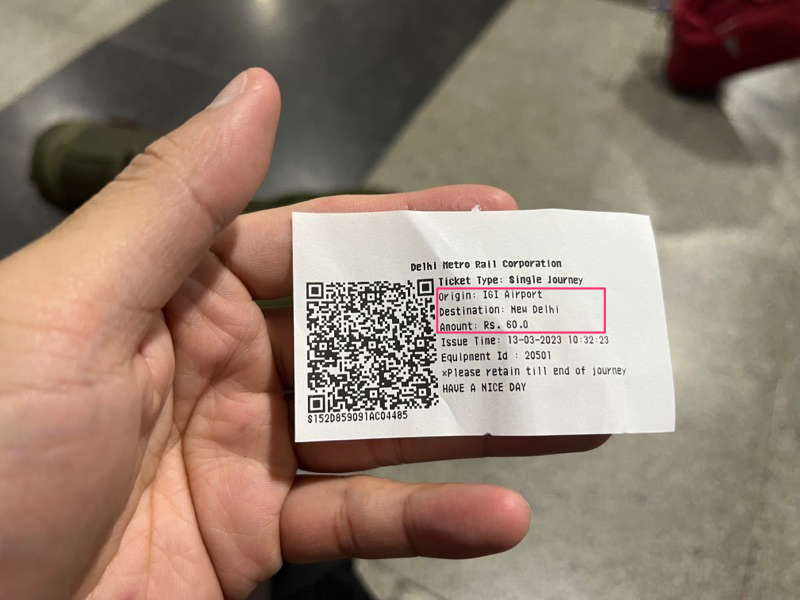 Delhi Metro Rail Corporation
Ticket Type: Single Journey
Origin: IGI Airport
Destination: New Delhi
Amount: Rs. 60.0
Issue Time: 13-03-2023 10:32:23
Equipment Id : 20501
*Please retain till end of journey
HAVE A NICE DAY
S152D859091AC04485